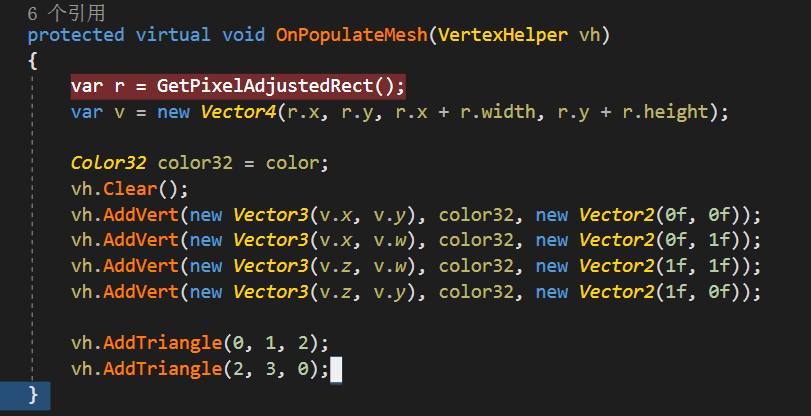 6 个引用
protected virtual void OnPopulateMesh(VertexHelper vh)
{
var r = GetPixelAdjustedRect();
var v = new Vector4(r.x, r.y, r.x + r.width, r.y + r.height);
Color32 color32 = color;
vh.Clear();
vh.AddVert(new Vector3(v.x, v.y), color32, new Vector2(0f, 0f));
vh.AddVert(new Vector3(v.x, v.w), color32, new Vector2(0f, 1f));
vh.AddVert(new Vector3(v.z, v.w), color32, new Vector2(1f, 1f));
vh.AddVert(new Vector3(v.z, v.y), color32, new Vector2(1f, 0f));
vh.AddTriangle(0, 1, 2);
vh.AddTriangle(2, 3, 0);
}